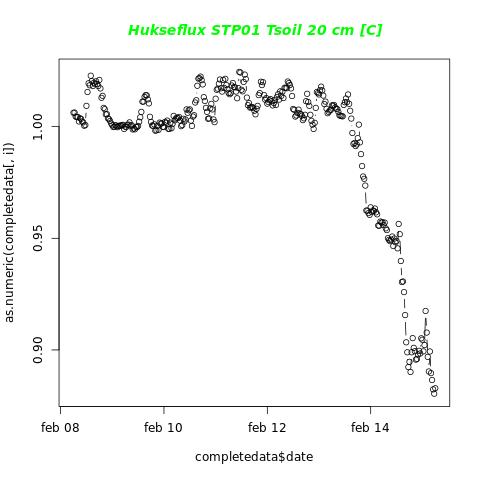 Hukseflux STP01 Tsoil 20 cm [C]
as.numeric(completedata[, i])
1.00
0.95
0.90
feb 08
feb 10
feb 12
feb 14
completedata$date